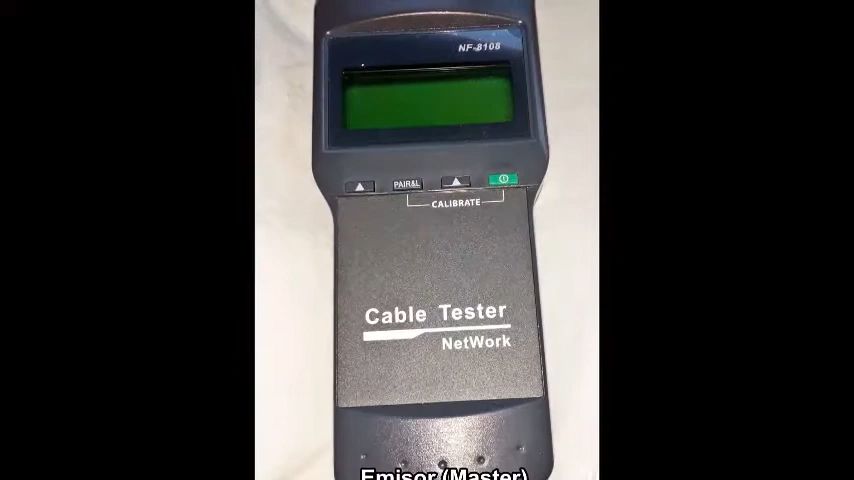 NF-8108
PAIR&L
CALIBRATE
Cable Tester
NetWork
Emisor (Master)